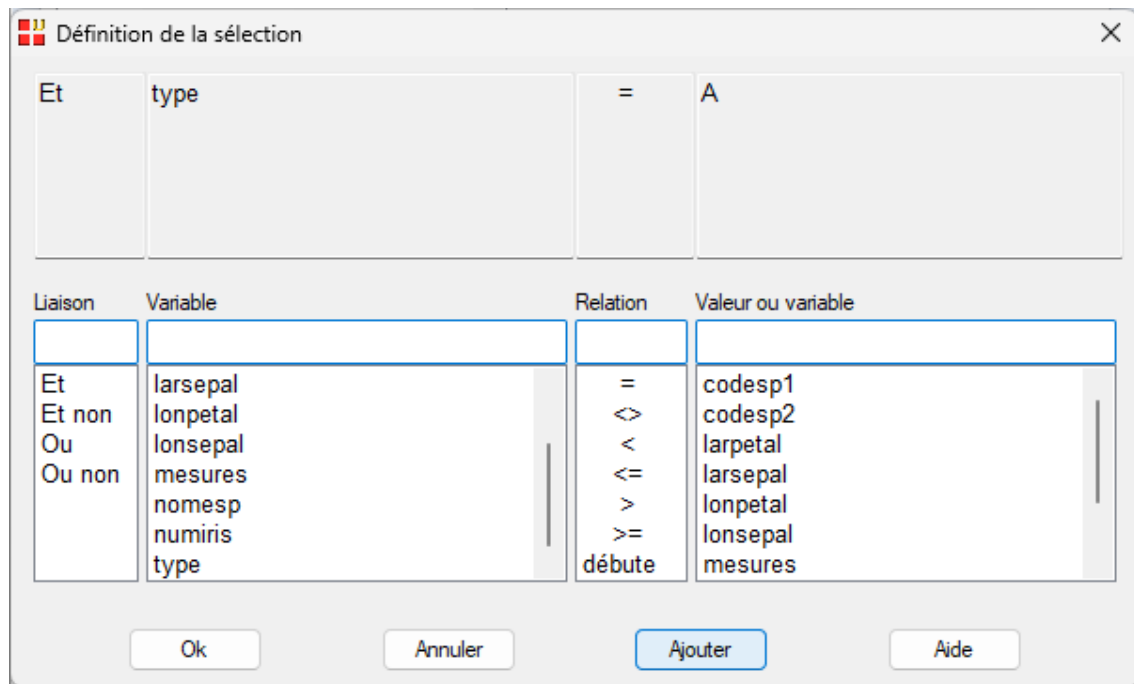 Définition de la sélection
Et type = A
Liaison Variable Relation Valeur ou variable
Et larsepal = codesp1
Et non lonpetal <> codesp2
Ou lonsepal < larpetal
Ou non mesures <= larsepal
nomesp > lonpetal
numiris >= lonsepal
type débute mesures
Ok Annuler Ajouter Aide